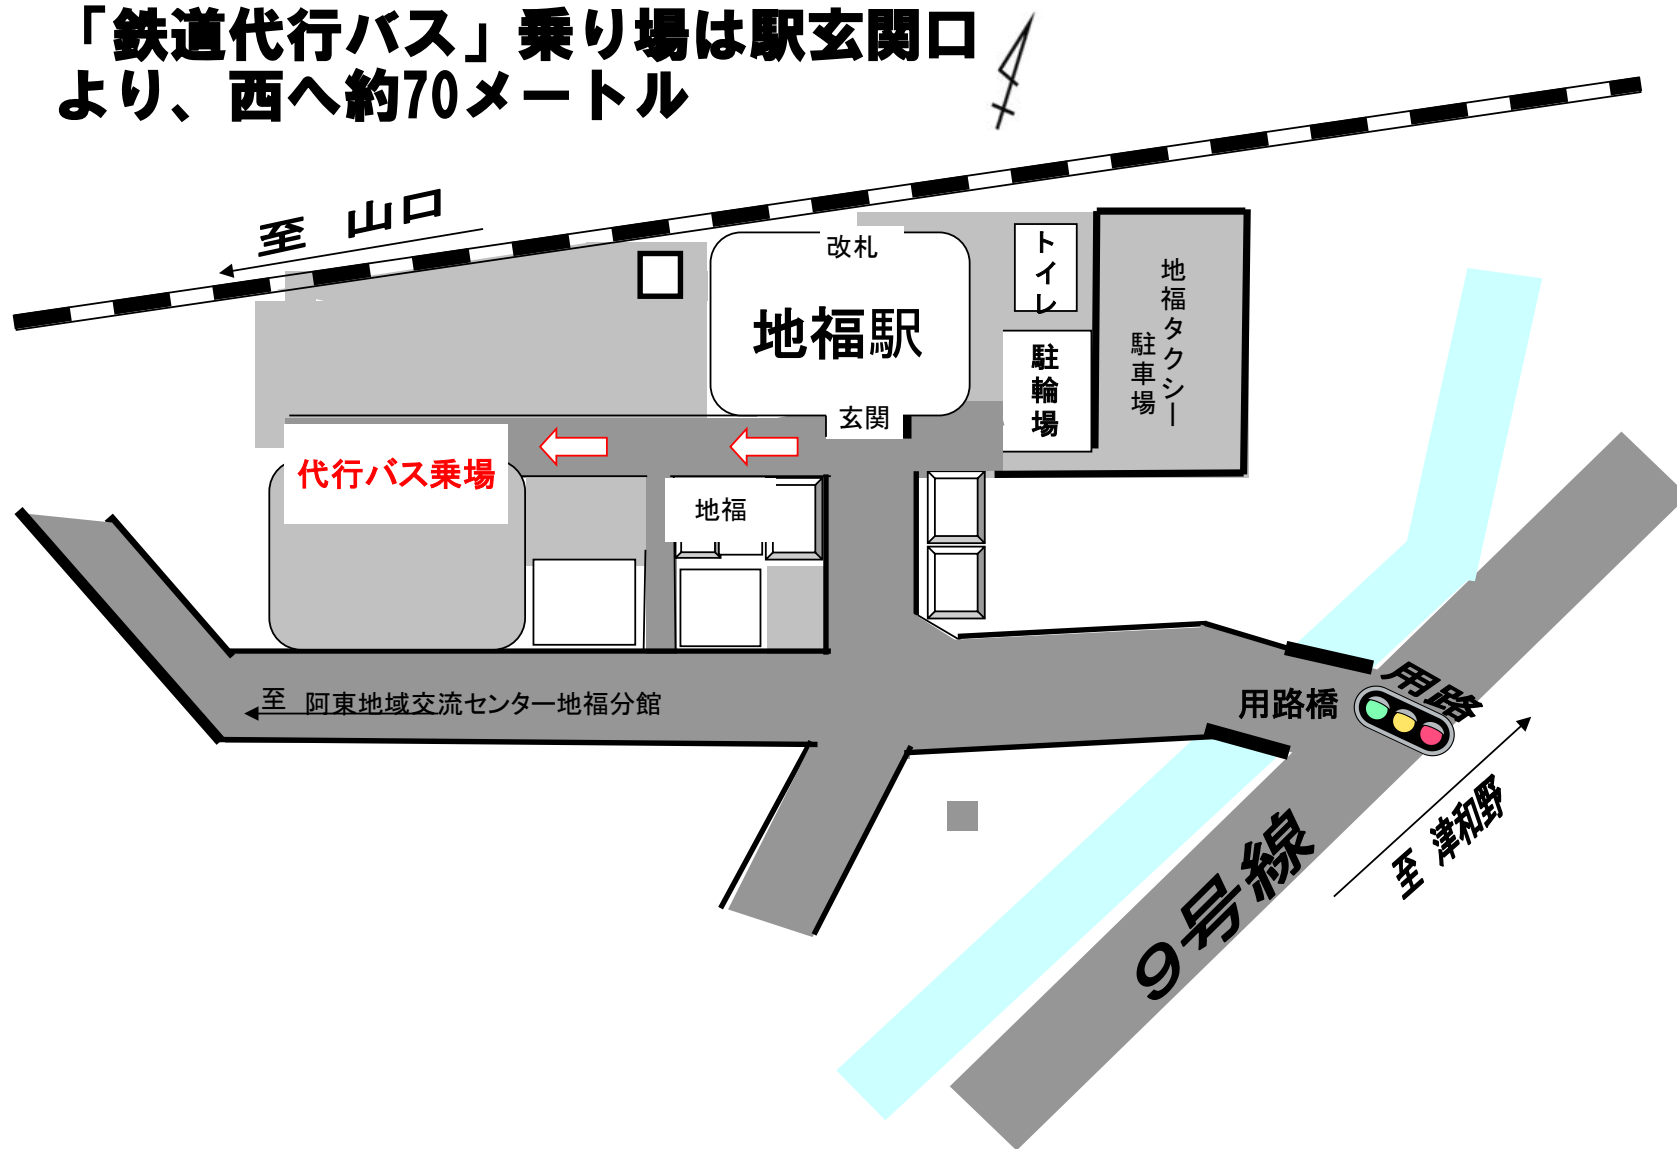 「鉄道代行バス」乗り場は駅玄関口
より、西へ約70メートル
至 山口
改札
地福駅
玄関
トイレ
駐輪場
地福タクシー
駐車場
代行バス乗場
地福
至 阿東地域交流センター地福分館
用路橋
用路
9号線
至 津和野